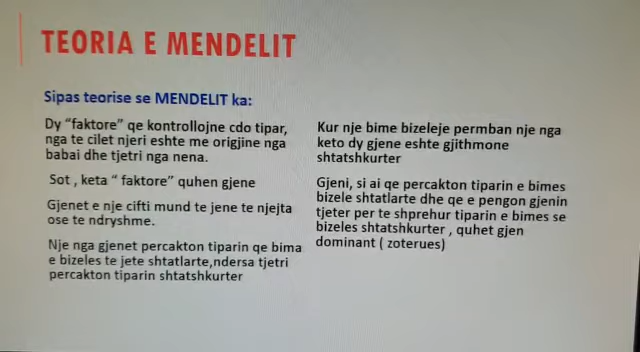 TEORIA E MENDELIT
Sipas teorise se MENDELIT ka:
Dy “faktore” qe kontrollojne cdo tipar,
nga te cilet njeri eshte me origjine nga
babai dhe tjetri nga nena.
Sot , keta “ faktore” quhen gjene
Gjenet e nje cifti mund te jene te njejta
ose te ndryshme.
Nje nga gjenet percakton tiparin qe bima
e bizeles te jete shtatlarte,ndersa tjetri
percakton tiparin shtatshkurter
Kur nje bime bizeleje permban nje nga
keto dy gjene eshte gjithmone
shtatshkurter
Gjeni, si ai qe percakton tiparin e bimes
bizele shtatlarte dhe qe e pengon gjenin
tjeter per te shprehur tiparin e bimes se
bizeles shtatshkurter , quhet gjen
dominant ( zoterues)